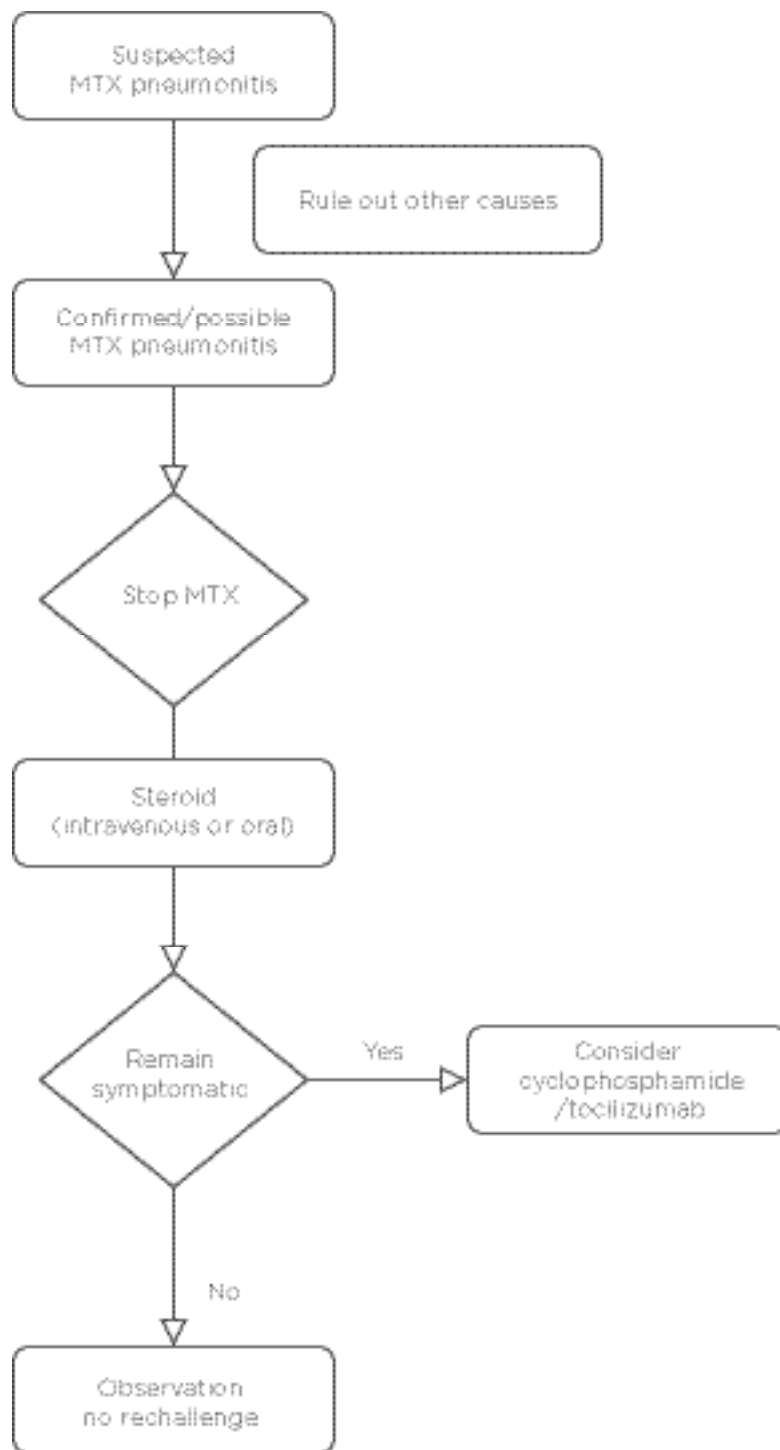 Suspected
MTX pneumonitis
Rule out other causes
Confirmed/possible
MTX pneumonitis
Stop MTX
Steroid
(intravenous or oral)
Remain
symptomatic
Yes
Consider
cyclophosphamide
/tocilizumab
No
Observation
no rechallenge